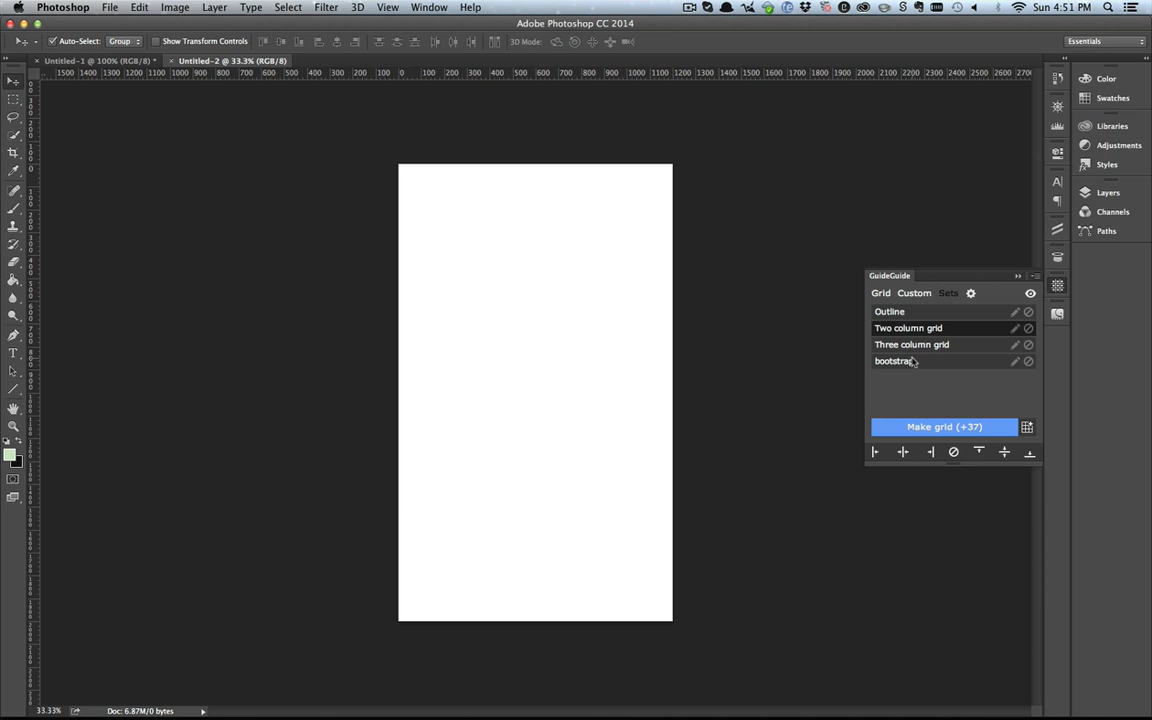 Photoshop File Edit Image Layer Type Select Filter 3D View Window Help Sun 4:51 PM
Adobe Photoshop CC 2014
Auto-Select: Group Show Transform Controls 3D Mode: Essentials
Untitled-1 @ 100% (RGB/8) * Untitled-2 @ 33.3% (RGB/8)
1500 1400 1300 1200 1100 1000 900 800 700 600 500 400 300 200 100 0 100 200 300 400 500 600 700 800 900 1000 1100 1200 1300 1400 1500 1600 1700 1800 1900 2000 2100 2200 2300 2400 2500 2600 2700
Color
Swatches
Libraries
Adjustments
Styles
Layers
Channels
Paths
GuideGuide
Grid Custom Sets
Outline
Two column grid
Three column grid
bootstrap
Make grid (+37)
33.33% Doc: 6.87M/0 bytes